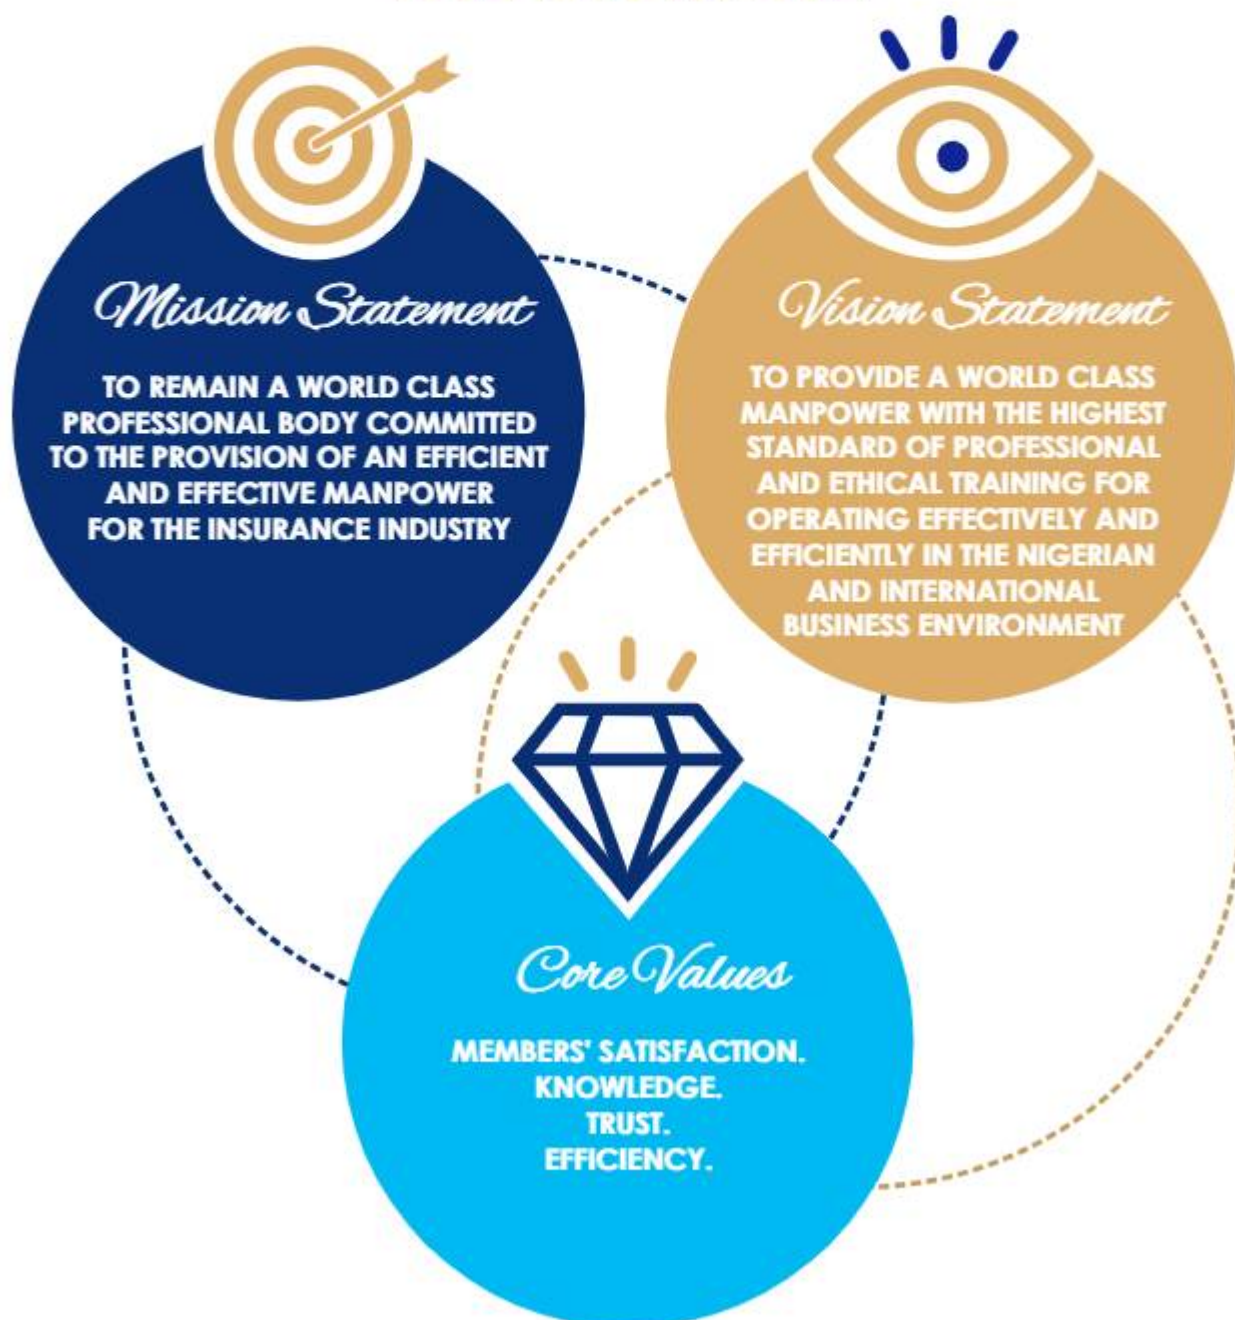 Mission Statement
TO REMAIN A WORLD CLASS
PROFESSIONAL BODY COMMITTED
TO THE PROVISION OF AN EFFICIENT
AND EFFECTIVE MANPOWER
FOR THE INSURANCE INDUSTRY
Vision Statement
TO PROVIDE A WORLD CLASS
MANPOWER WITH THE HIGHEST
STANDARD OF PROFESSIONAL
AND ETHICAL TRAINING FOR
OPERATING EFFECTIVELY AND
EFFICIENTLY IN THE NIGERIAN
AND INTERNATIONAL
BUSINESS ENVIRONMENT
Core Values
MEMBERS' SATISFACTION.
KNOWLEDGE.
TRUST.
EFFICIENCY.